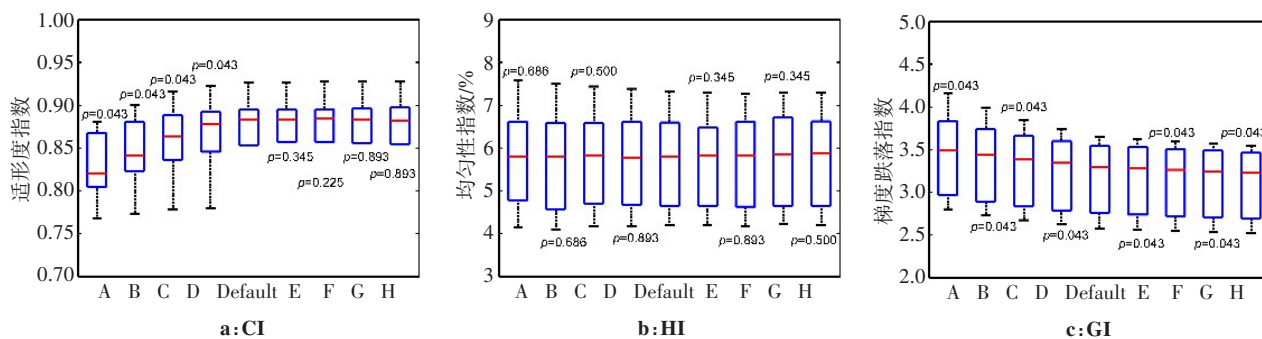 适形度指数
1.00
0.95
0.90
0.85
0.80
0.75
0.70
p=0.043
p=0.043
p=0.043
p=0.043
p=0.345
p=0.225
p=0.893
p=0.893
A B C D Default E F G H
a:CI
均匀性指数/%
9
8
7
6
5
4
3
p=0.686
p=0.500
p=0.345
p=0.345
p=0.686
p=0.893
p=0.893
p=0.500
A B C D Default E F G H
b:HI
梯度跌落指数
5.0
4.5
4.0
3.5
3.0
2.5
2.0
p=0.043
p=0.043
p=0.043
p=0.043
p=0.043
p=0.043
p=0.043
p=0.043
A B C D Default E F G H
c:GI